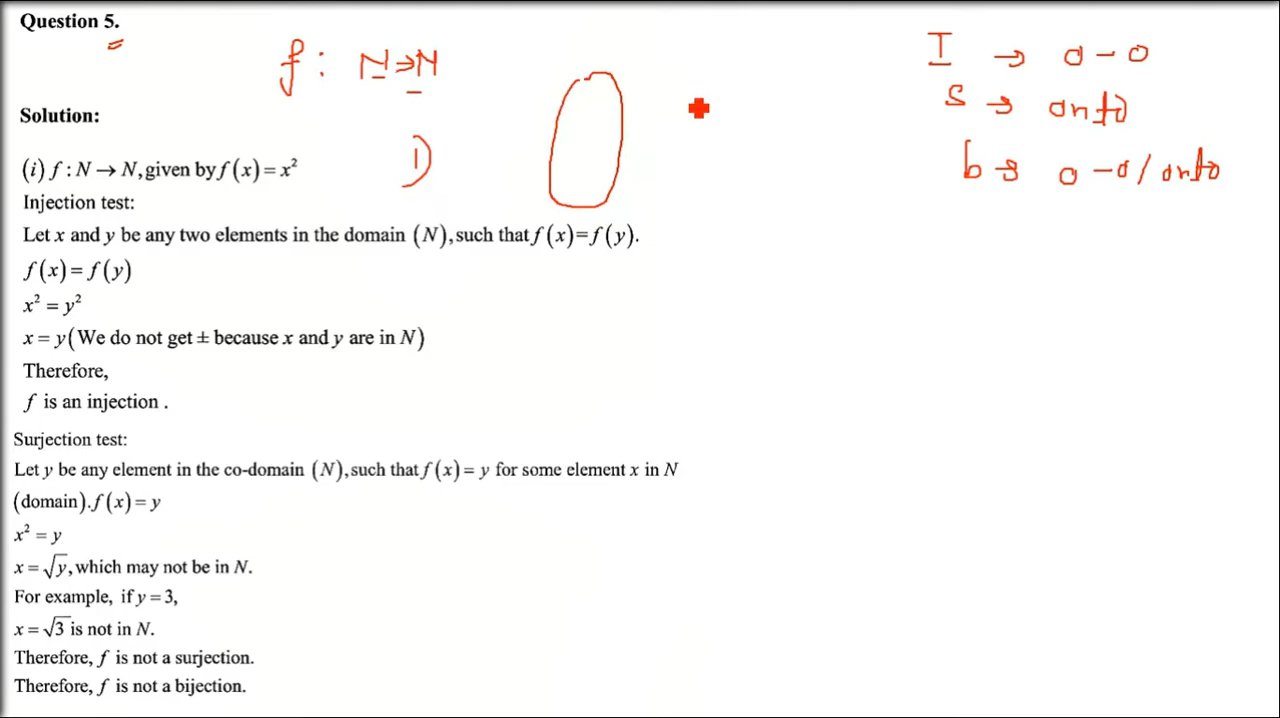 Question 5.
f : N → N
I → o - o
S → onto
b → o - o / onto
Solution:
(i) f : N → N, given by f(x) = x²
D
Injection test:
Let x and y be any two elements in the domain (N), such that f(x) = f(y).
f(x) = f(y)
x² = y²
x = y(We do not get ± because x and y are in N)
Therefore,
f is an injection .
Surjection test:
Let y be any element in the co-domain (N), such that f(x) = y for some element x in N
(domain).f(x) = y
x² = y
x = √y, which may not be in N.
For example, if y = 3,
x = √3 is not in N.
Therefore, f is not a surjection.
Therefore, f is not a bijection.